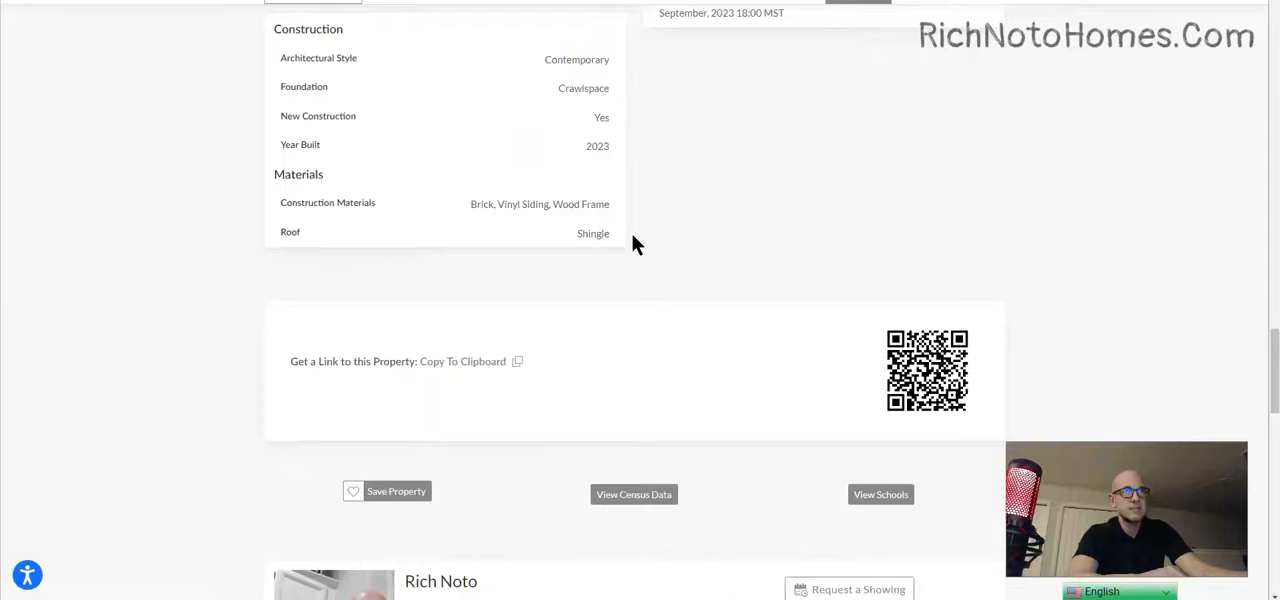 September, 2023 18:00 MST
RichNotoHomes.Com
Construction
Architectural Style Contemporary
Foundation Crawlspace
New Construction Yes
Year Built 2023
Materials
Construction Materials Brick, Vinyl Siding, Wood Frame
Roof Shingle
Get a Link to this Property: Copy To Clipboard
Save Property
View Census Data
View Schools
Rich Noto
Request a Showing
English